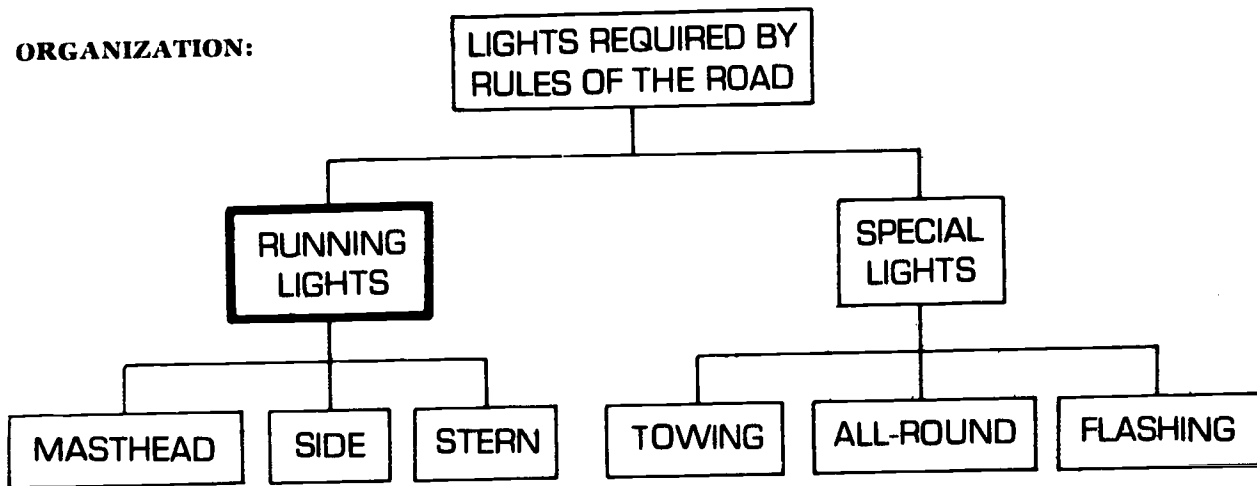 ORGANIZATION:
LIGHTS REQUIRED BY
RULES OF THE ROAD
RUNNING
LIGHTS
SPECIAL
LIGHTS
MASTHEAD
SIDE
STERN
TOWING
ALL-ROUND
FLASHING